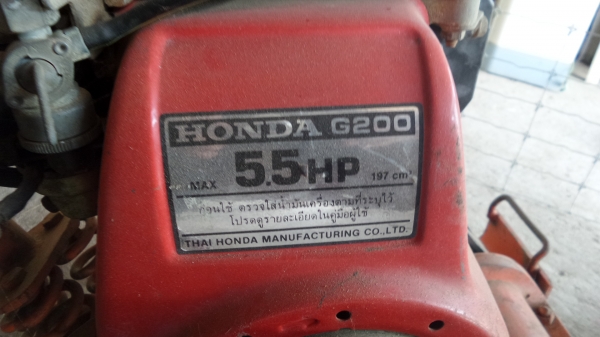 HONDA G200
MAX 5.5HP 197 cm³
ก่อนใช้ ตรวจใส่น้ำมันเครื่องตามที่ระบุไว้
โปรดดูรายละเอียดในคู่มือผู้ใช้
THAI HONDA MANUFACTURING CO.,LTD.